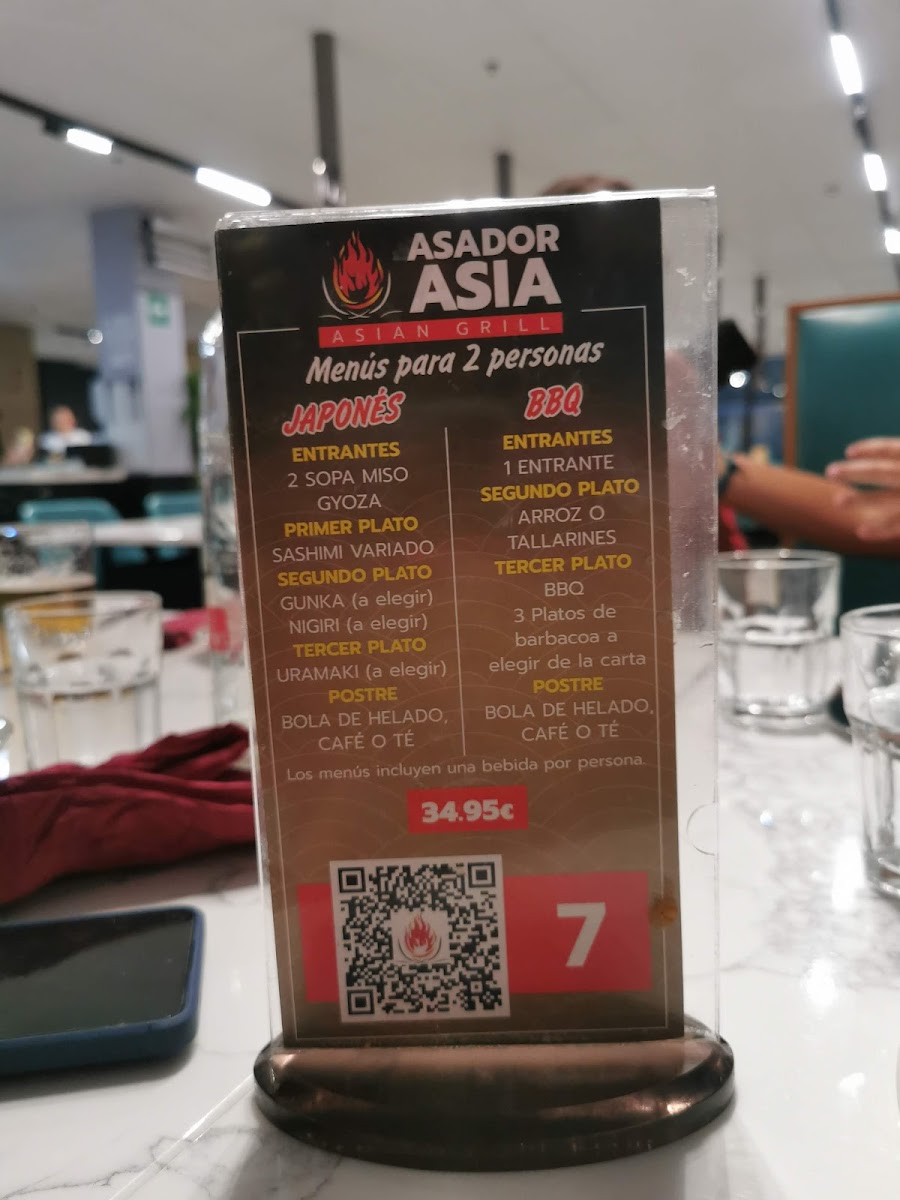 ASADOR
ASIA
ASIAN GRILL
Menús para 2 personas
JAPONÉS
ENTRANTES
2 SOPA MISO
GYOZA
PRIMER PLATO
SASHIMI VARIADO
SEGUNDO PLATO
GUNKA (a elegir)
NIGIRI (a elegir)
TERCER PLATO
URAMAKI (a elegir)
POSTRE
BOLA DE HELADO,
CAFÉ O TÉ
BBQ
ENTRANTES
1 ENTRANTE
SEGUNDO PLATO
ARROZ O
TALLARINES
TERCER PLATO
BBQ
3 Platos de
barbacoa a
elegir de la carta
POSTRE
BOLA DE HELADO,
CAFÉ O TÉ
Los menús incluyen una bebida por persona.
34.95€
7